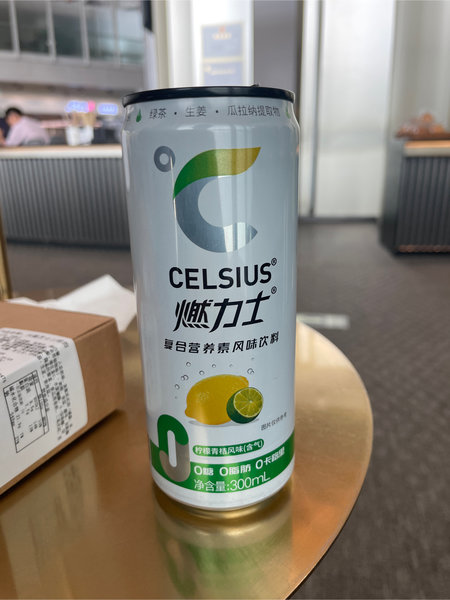 绿茶 · 生姜 · 瓜拉纳提取物
CELSIUS®
燃力士®
复合营养素风味饮料
图片仅供参考
柠檬青桔风味(含气)
0糖 0脂肪 0卡路里
净含量:300mL